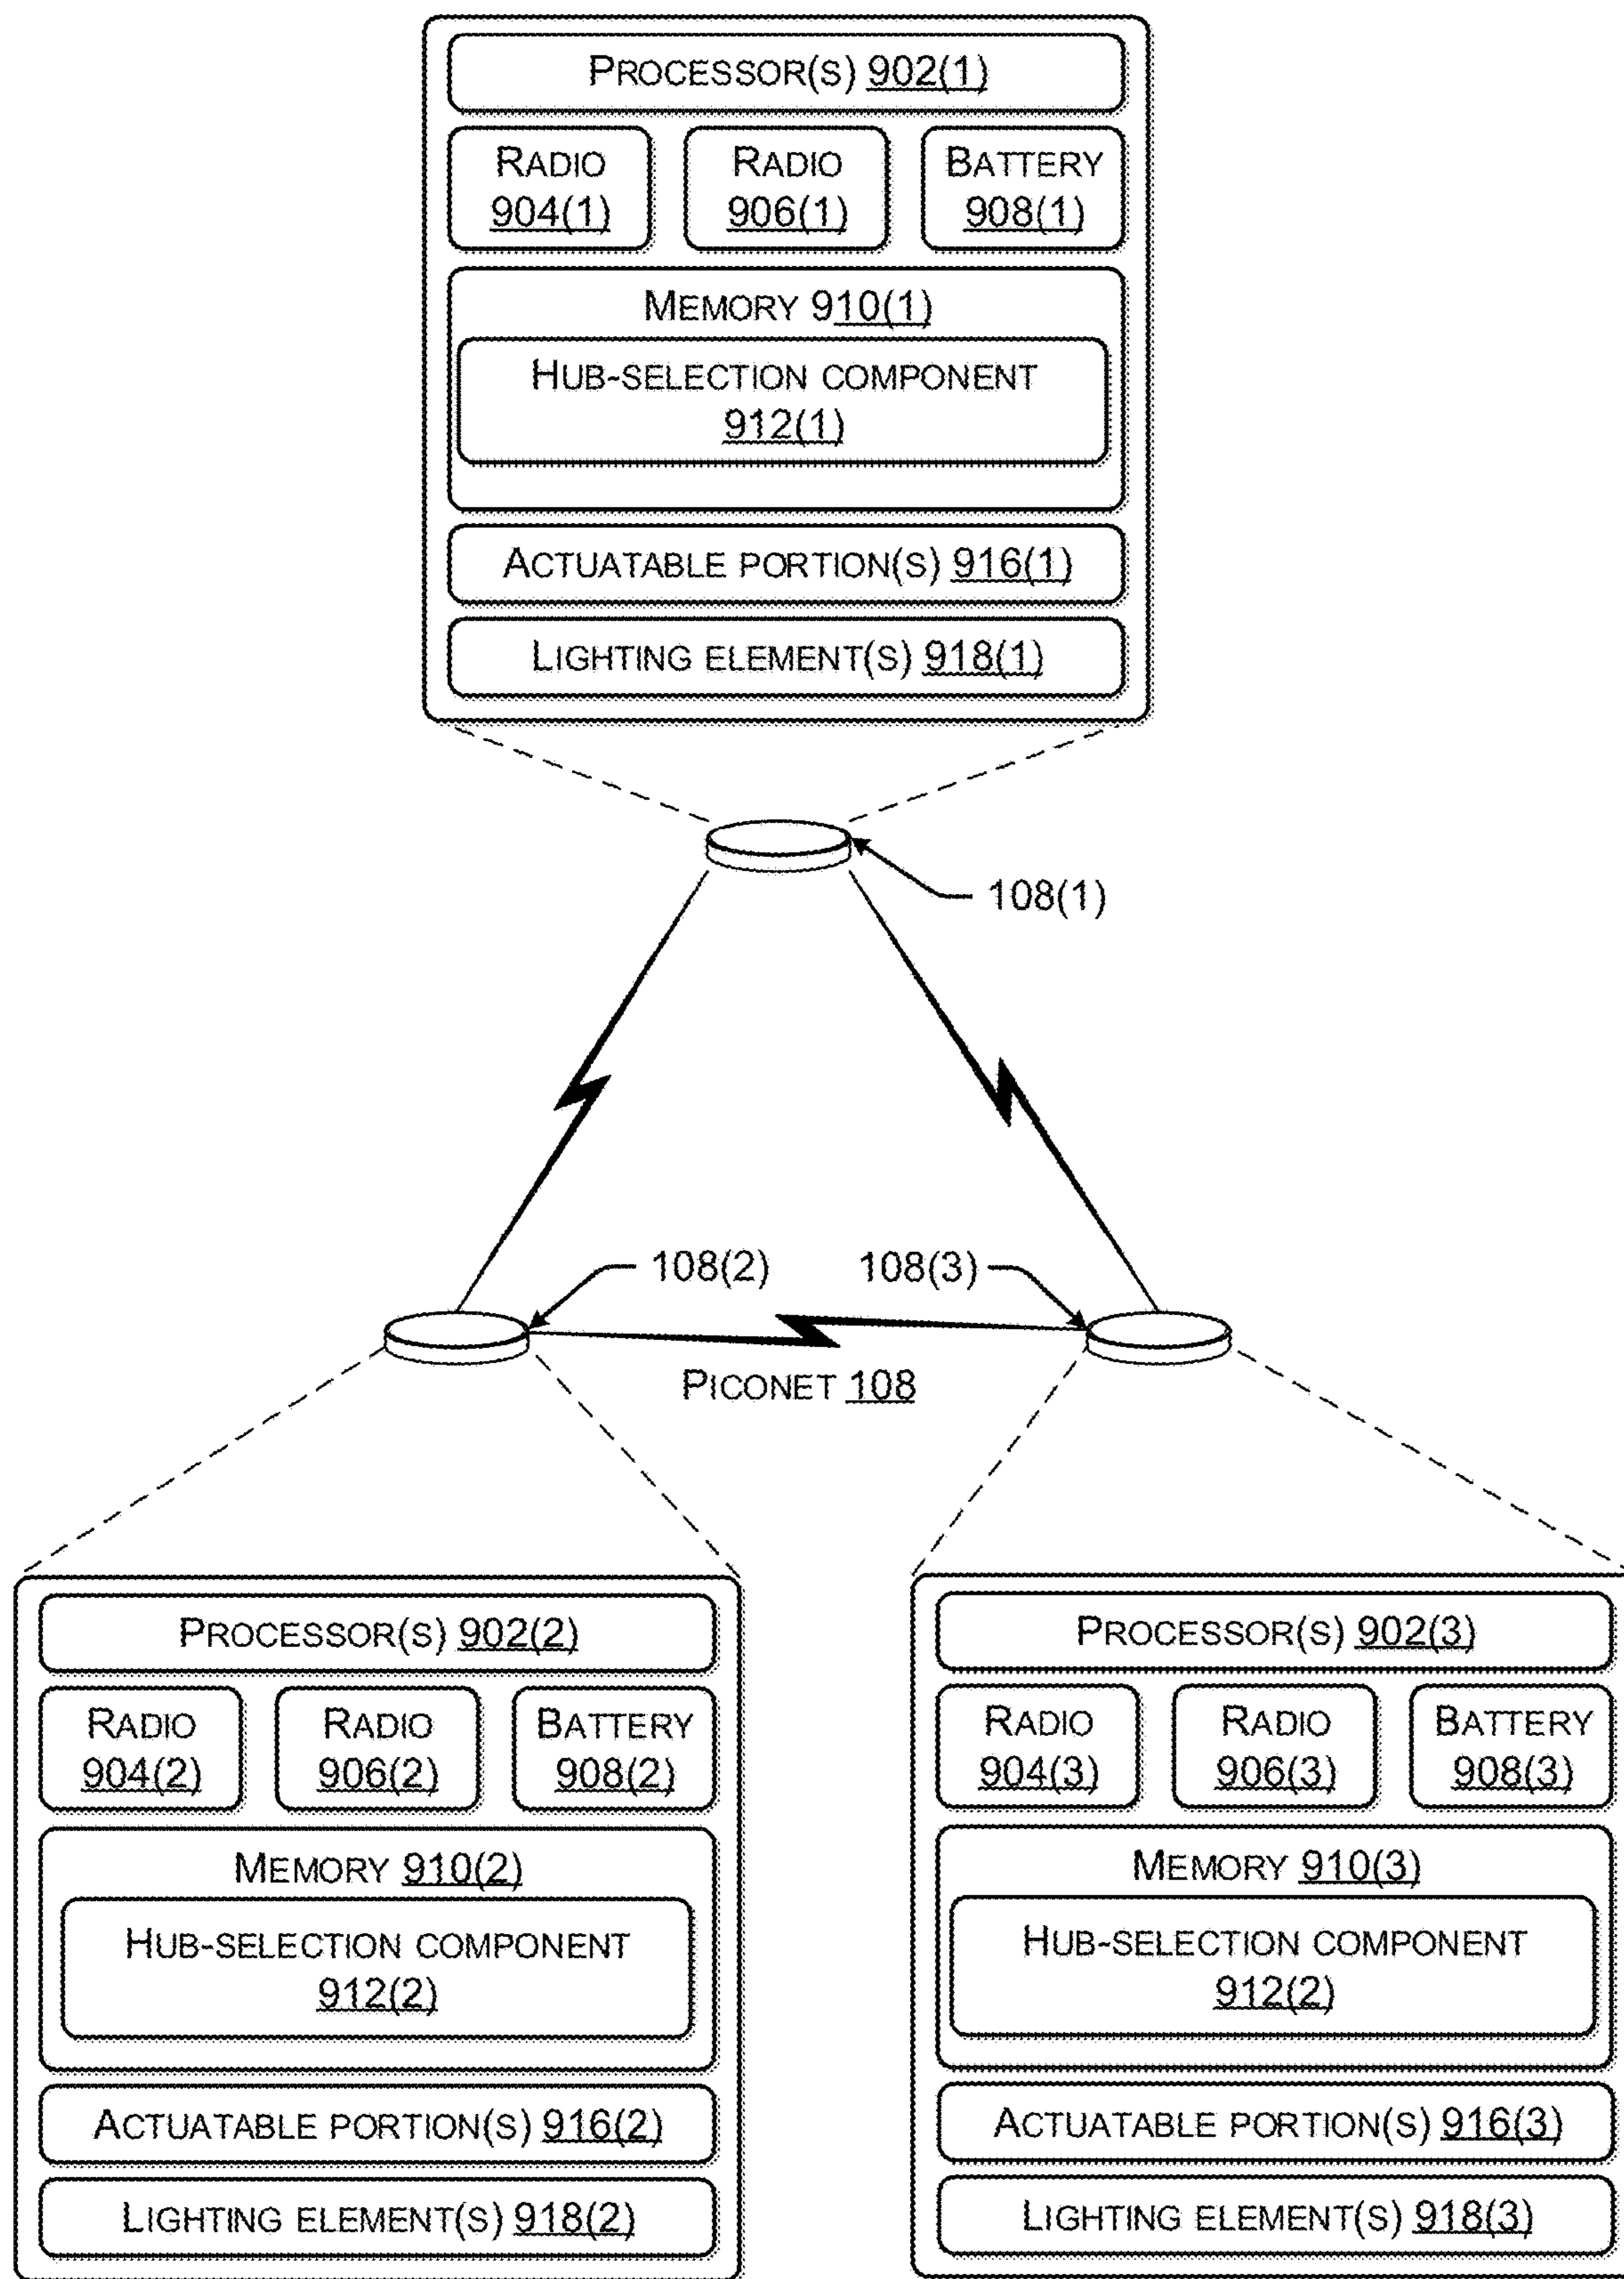 PROCESSOR(S) 902(1)
RADIO 904(1)
RADIO 906(1)
BATTERY 908(1)
MEMORY 910(1)
HUB-SELECTION COMPONENT
912(1)
ACTUATABLE PORTION(S) 916(1)
LIGHTING ELEMENT(S) 918(1)
108(1)
108(2)
108(3)
PICONET 108
PROCESSOR(S) 902(2)
RADIO 904(2)
RADIO 906(2)
BATTERY 908(2)
MEMORY 910(2)
HUB-SELECTION COMPONENT
912(2)
ACTUATABLE PORTION(S) 916(2)
LIGHTING ELEMENT(S) 918(2)
PROCESSOR(S) 902(3)
RADIO 904(3)
RADIO 906(3)
BATTERY 908(3)
MEMORY 910(3)
HUB-SELECTION COMPONENT
912(2)
ACTUATABLE PORTION(S) 916(3)
LIGHTING ELEMENT(S) 918(3)